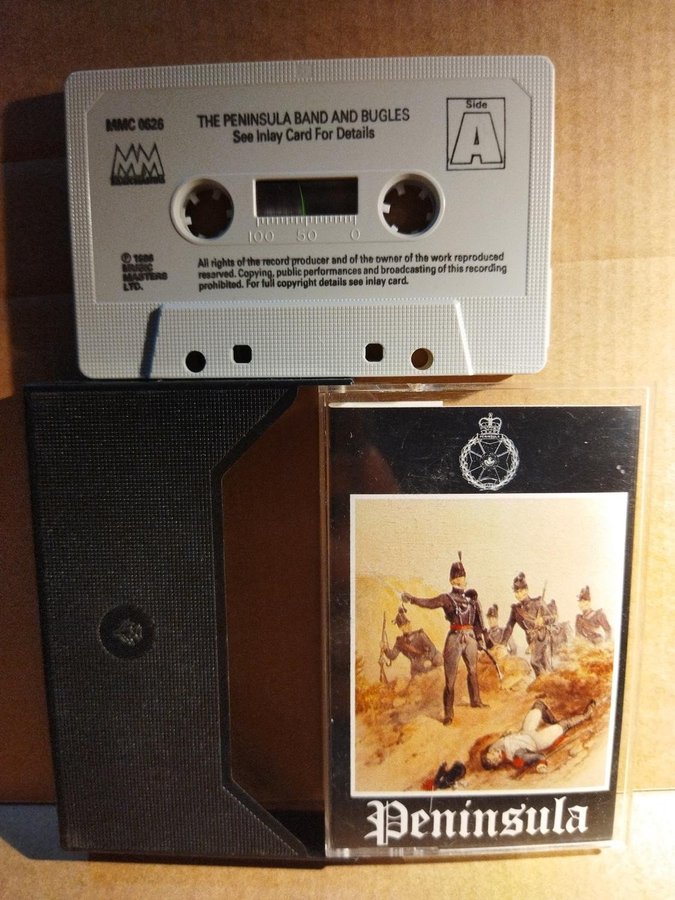 MMC 0626
THE PENINSULA BAND AND BUGLES
See Inlay Card For Details
Side
A
MM
100 50 0
℗ 1986
MUSIC
MASTERS
LTD.
All rights of the record producer and of the owner of the work reproduced
reserved. Copying, public performances and broadcasting of this recording
prohibited. For full copyright details see inlay card.
Peninsula